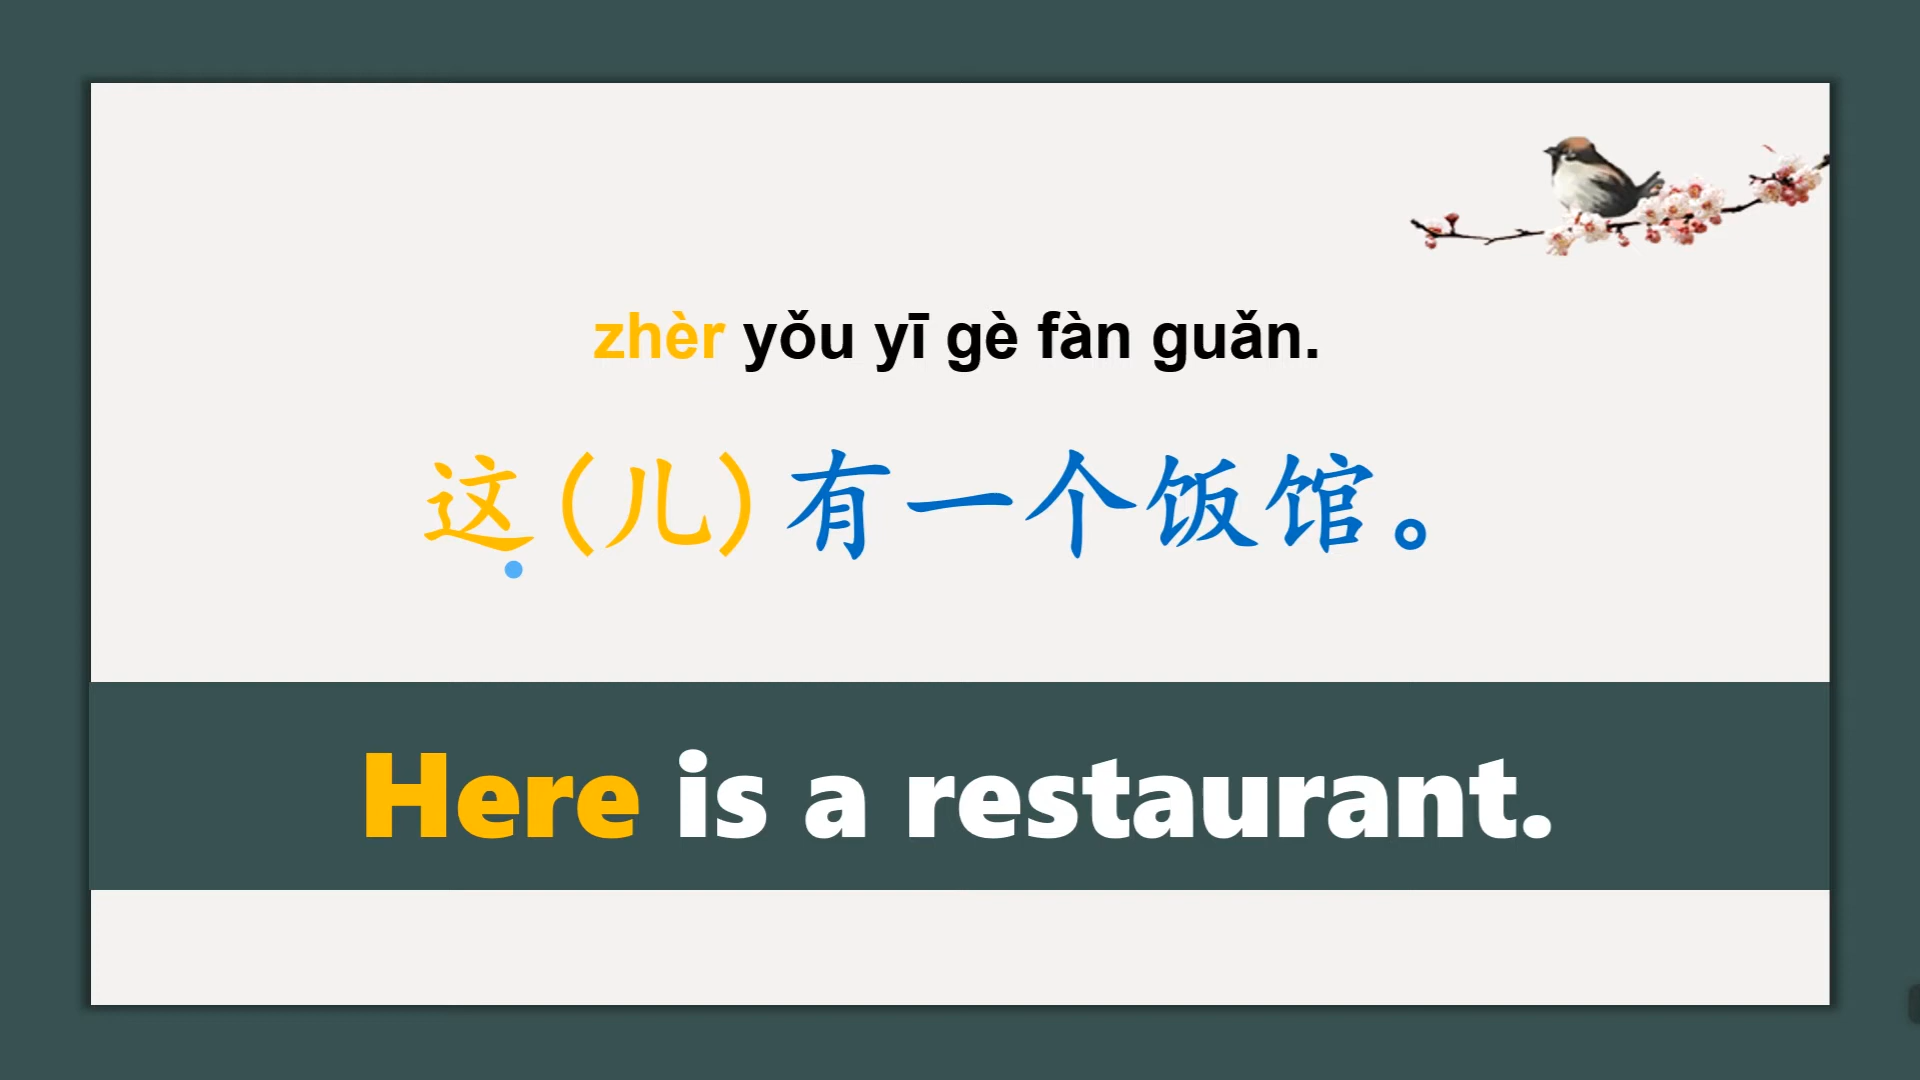 zhèr yǒu yī gè fàn guǎn.
这(儿)有一个饭馆。
Here is a restaurant.